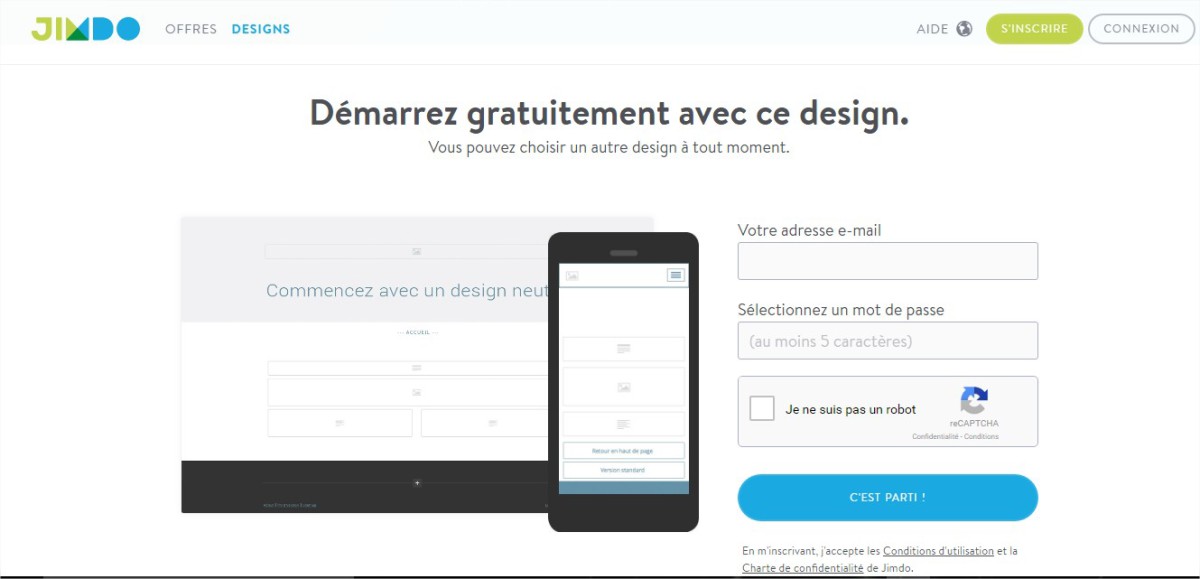 JIMDO
OFFRES
DESIGNS
AIDE
S'INSCRIRE
CONNEXION
Démarrez gratuitement avec ce design.
Vous pouvez choisir un autre design à tout moment.
Commencez avec un design neut
ACCUEIL
Retour en haut de page
Version standard
Votre adresse e-mail
Sélectionnez un mot de passe
(au moins 5 caractères)
Je ne suis pas un robot
reCAPTCHA
Confidentialité - Conditions
C'EST PARTI !
En m'inscrivant, j'accepte les Conditions d'utilisation et la
Charte de confidentialité de Jimdo.